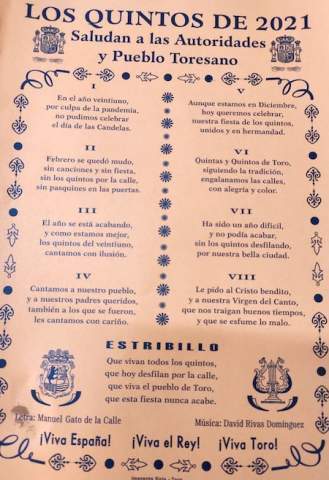 LOS QUINTOS DE 2021
Saludan a las Autoridades
y Pueblo Toresano
I
En el año veintiuno,
por culpa de la pandemia,
no pudimos celebrar
el día de las Candelas.
II
Febrero se quedó mudo,
sin canciones y sin fiesta,
sin los quintos por la calle,
sin pasquines en las puertas.
III
El año se está acabando,
y como estamos mejor,
los quintos del veintiuno,
cantamos con ilusión.
IV
Cantamos a nuestro pueblo,
y a nuestros padres queridos,
también a los que se fueron,
les cantamos con cariño.
V
Aunque estamos en Diciembre,
hoy queremos celebrar,
nuestra fiesta de los quintos,
unidos y en hermandad.
VI
Quintas y Quintos de Toro,
siguiendo la tradición,
engalanamos las calles,
con alegría y color.
VII
Ha sido un año difícil,
y no podía acabar,
sin los quintos desfilando,
por nuestra bella ciudad.
VIII
Le pido al Cristo bendito,
y a nuestra Virgen del Canto,
que nos traigan buenos tiempos,
y que se esfume lo malo.
ESTRIBILLO
Que vivan todos los quintos,
que hoy desfilan por la calle,
que viva el pueblo de Toro,
que esta fiesta nunca acabe.
Letra: Manuel Gato de la Calle
Música: David Rivas Domínguez
¡Viva España! ¡Viva el Rey! ¡Viva Toro!